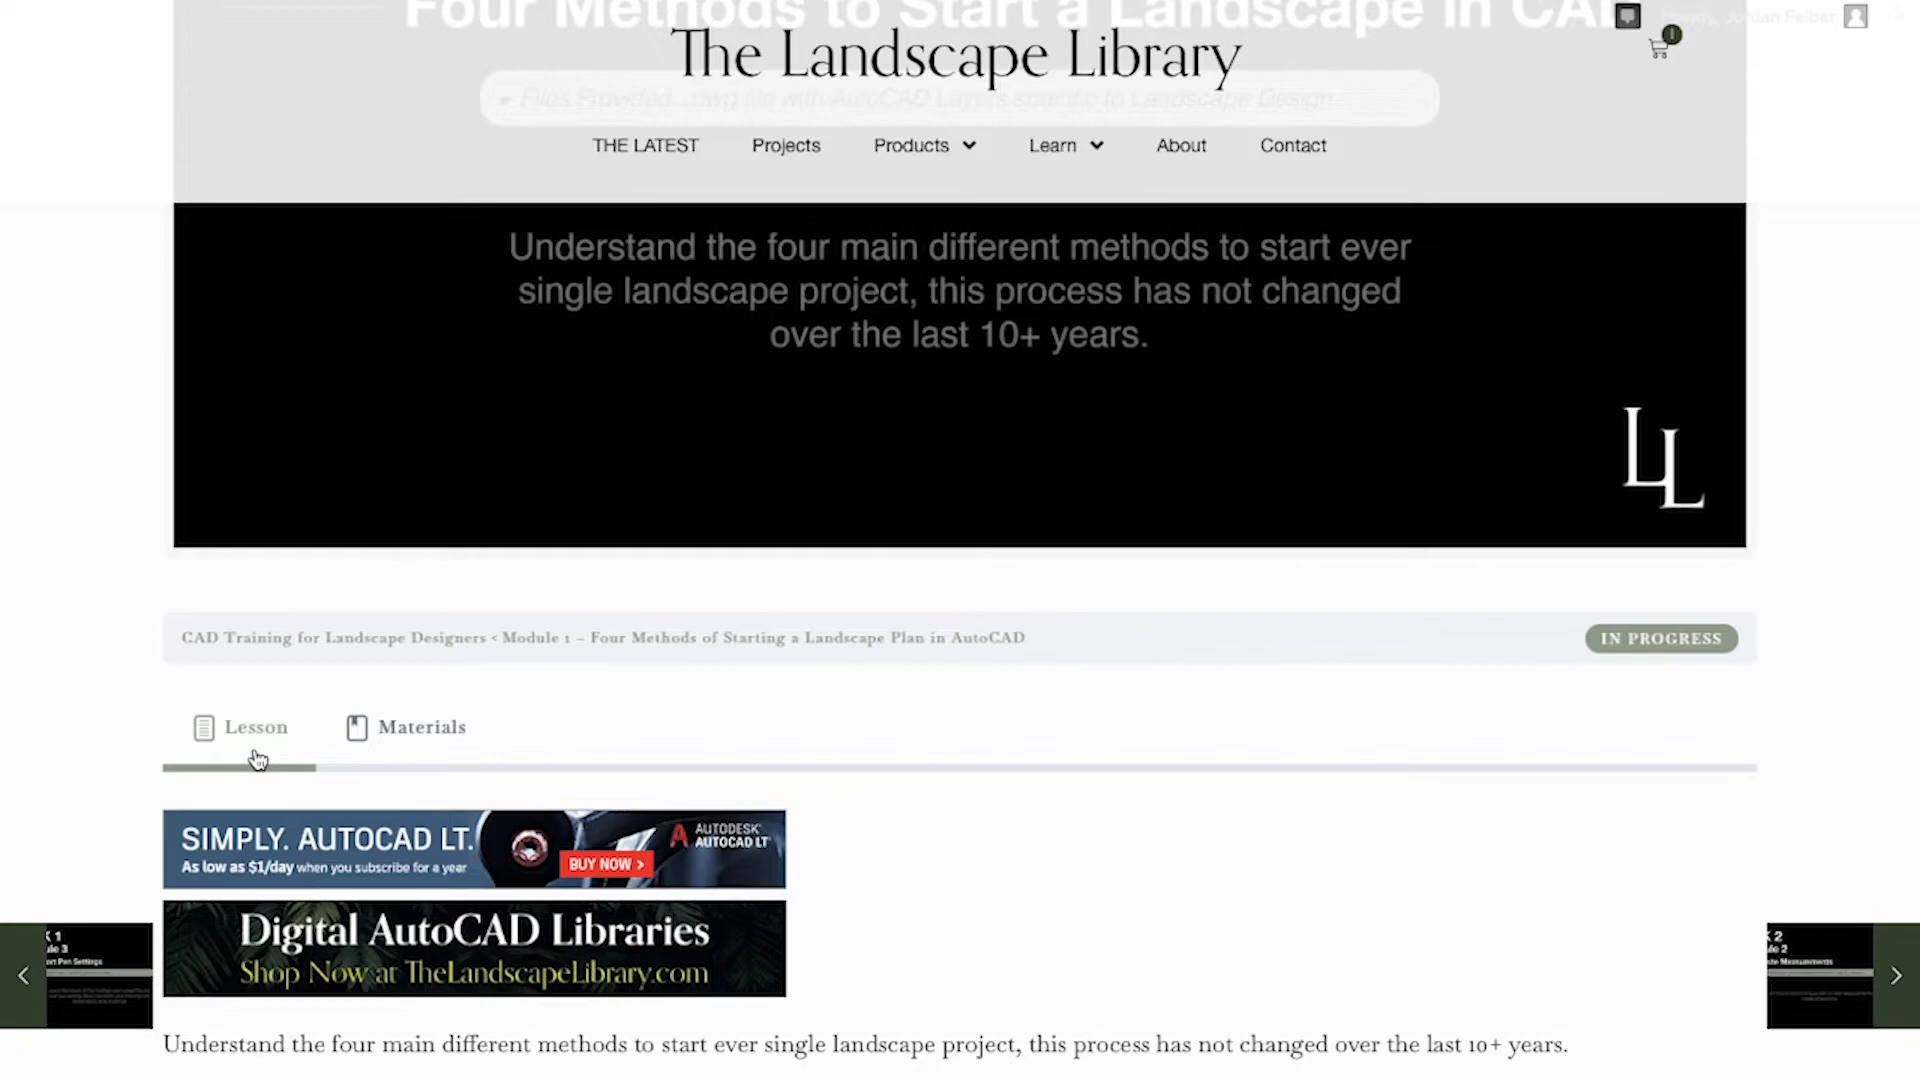 Four Methods to Start a Landscape in CAD
Howdy, Jordan Felber
The Landscape Library
1
Files Provided: .dwg file with AutoCAD Layers specific to Landscape Design
THE LATEST Projects Products Learn About Contact
Understand the four main different methods to start ever
single landscape project, this process has not changed
over the last 10+ years.
LL
CAD Training for Landscape Designers < Module 1 – Four Methods of Starting a Landscape Plan in AutoCAD
IN PROGRESS
Lesson Materials
SIMPLY. AUTOCAD LT.
As low as $1/day when you subscribe for a year
BUY NOW >
AUTODESK
AUTOCAD LT
Digital AutoCAD Libraries
Shop Now at TheLandscapeLibrary.com
Understand the four main different methods to start ever single landscape project, this process has not changed over the last 10+ years.